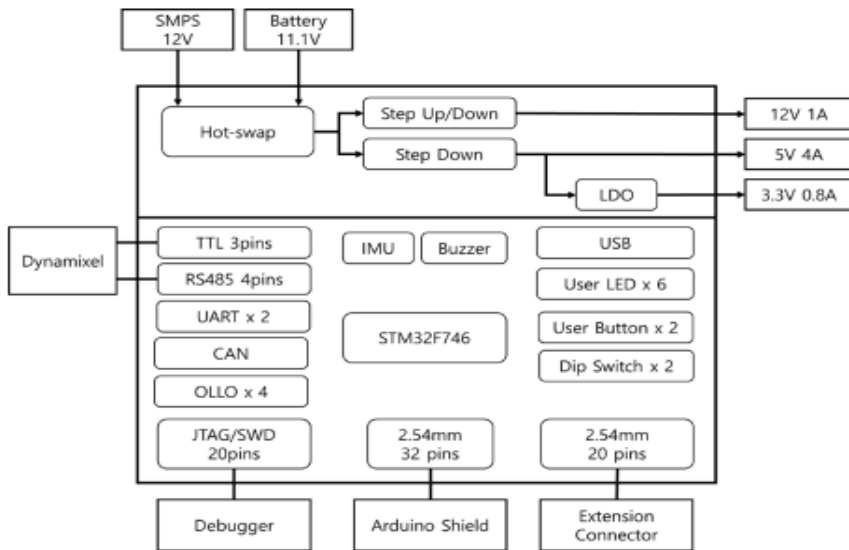 SMPS
12V
Battery
11.1V
Hot-swap
Step Up/Down
12V 1A
Step Down
5V 4A
LDO
3.3V 0.8A
Dynamixel
TTL 3pins
RS485 4pins
UART x 2
CAN
OLLO x 4
IMU
Buzzer
STM32F746
USB
User LED x 6
User Button x 2
Dip Switch x 2
JTAG/SWD
20pins
2.54mm
32 pins
2.54mm
20 pins
Debugger
Arduino Shield
Extension
Connector